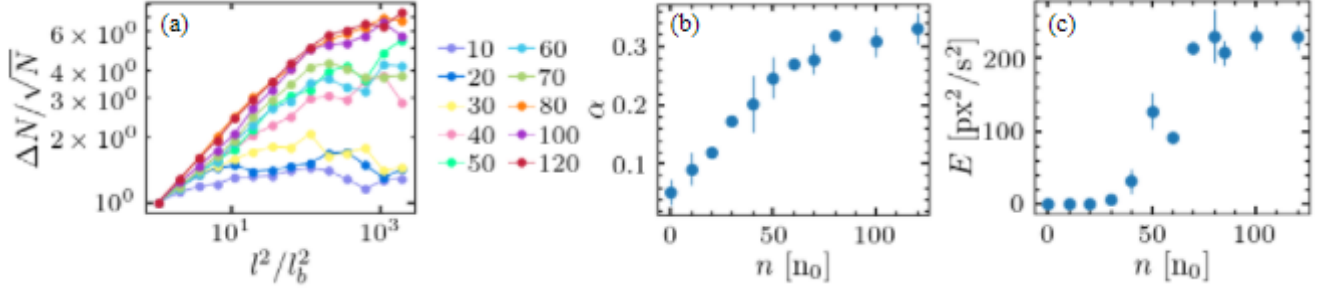 (a)
ΔN/√N
6 × 10⁰
4 × 10⁰
3 × 10⁰
2 × 10⁰
10⁰
10¹
10³
l²/l_b²
10
20
30
40
50
60
70
80
100
120
(b)
α
0.3
0.2
0.1
0
50
100
n [n₀]
(c)
E [px²/s²]
200
100
0
0
50
100
n [n₀]